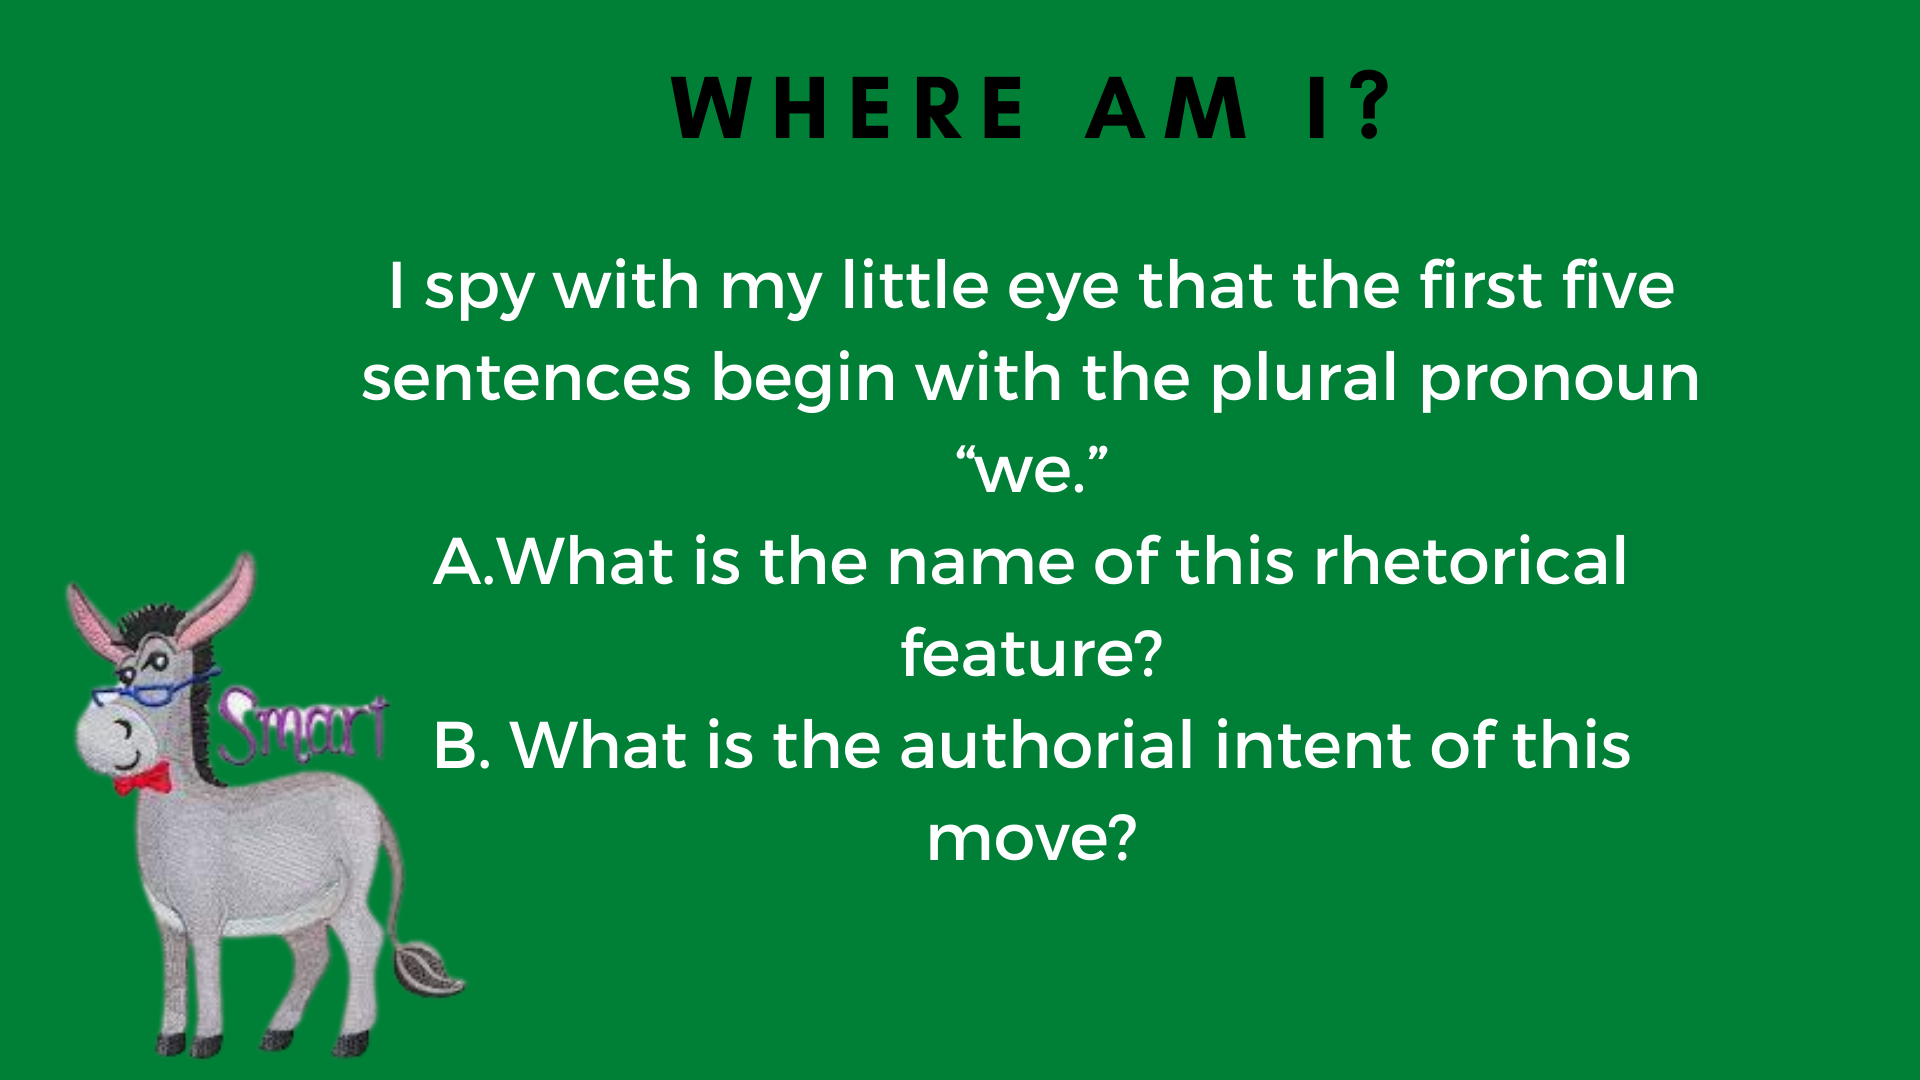 WHERE AM I?
I spy with my little eye that the first five
sentences begin with the plural pronoun
“we.”
A.What is the name of this rhetorical
feature?
Smart
B. What is the authorial intent of this
move?